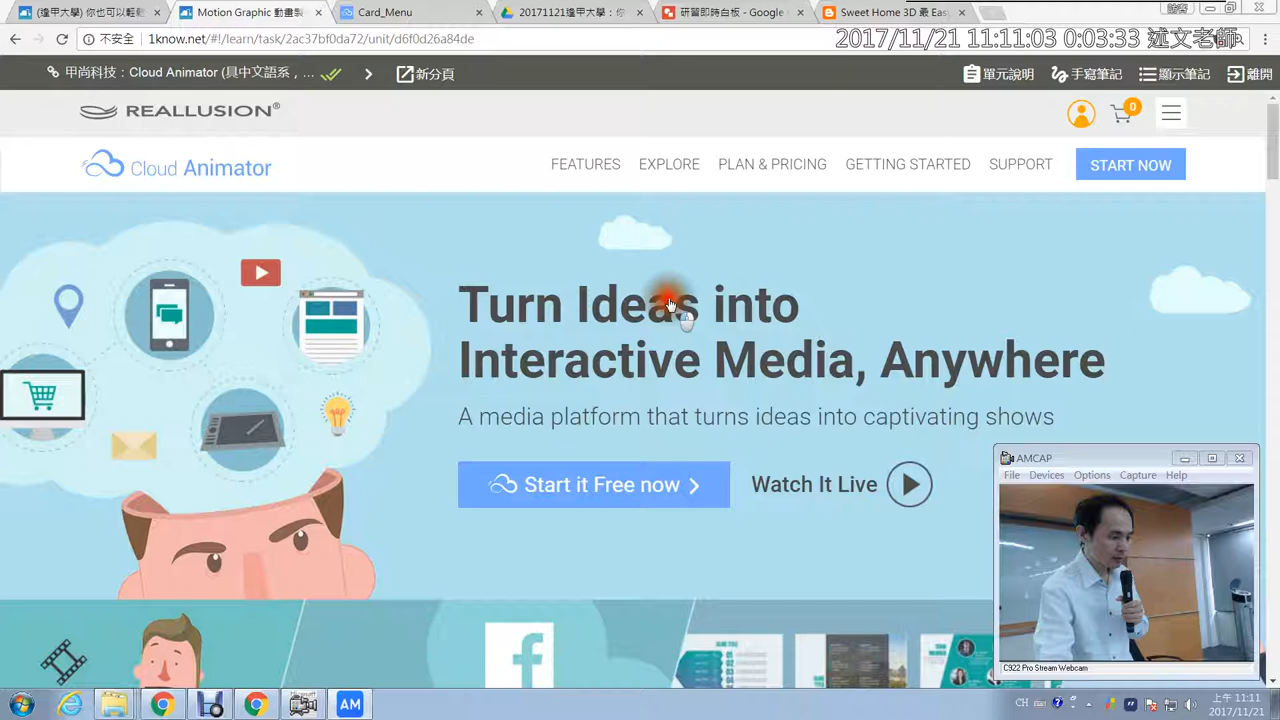 (逢甲大學) 你也可以輕鬆
Motion Graphic 動畫製
Card_Menu
20171121逢甲大學：你
研習即時白板 - Google
Sweet Home 3D 最 Eas
訪客
不安全
1know.net/#!/learn/task/2ac37bf0da72/unit/d6f0d26a84de
2017/11/21 11:11:03 0:03:33 述文老師
甲尚科技：Cloud Animator (具中文語系，...
新分頁
單元說明
手寫筆記
顯示筆記
離開
REALLUSION®
0
Cloud Animator
FEATURES
EXPLORE
PLAN & PRICING
GETTING STARTED
SUPPORT
START NOW
Turn Ideas into
Interactive Media, Anywhere
A media platform that turns ideas into captivating shows
Start it Free now
Watch It Live
AMCAP
File Devices Options Capture Help
C922 Pro Stream Webcam
AM
CH
上午 11:11
2017/11/21